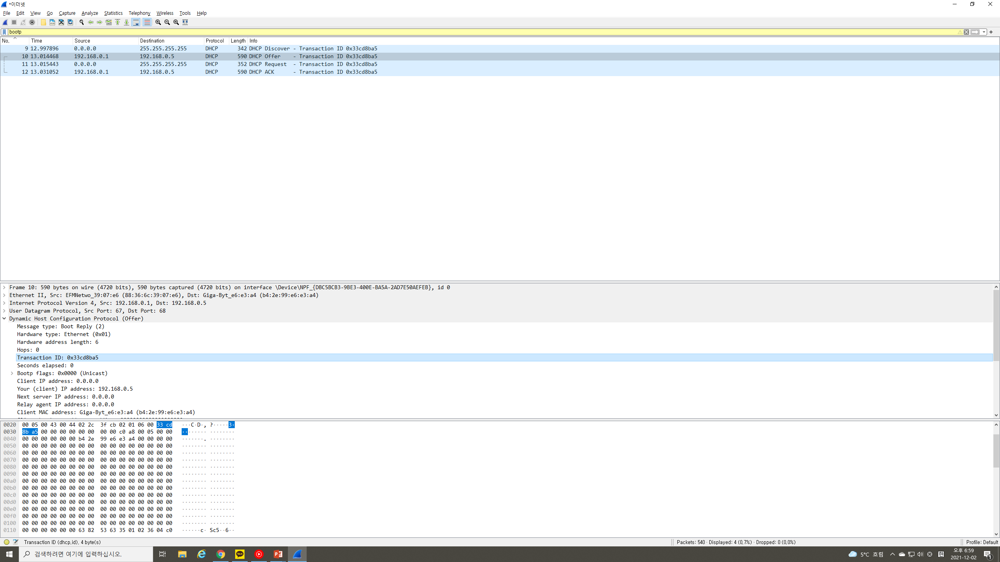 *이더넷
File Edit View Go Capture Analyze Statistics Telephony Wireless Tools Help
bootp
No. Time Source Destination Protocol Length Info
9 12.997896 0.0.0.0 255.255.255.255 DHCP 342 DHCP Discover - Transaction ID 0x33cd8ba5
10 13.014468 192.168.0.1 192.168.0.5 DHCP 590 DHCP Offer - Transaction ID 0x33cd8ba5
11 13.015443 0.0.0.0 255.255.255.255 DHCP 352 DHCP Request - Transaction ID 0x33cd8ba5
12 13.031052 192.168.0.1 192.168.0.5 DHCP 590 DHCP ACK - Transaction ID 0x33cd8ba5
Frame 10: 590 bytes on wire (4720 bits), 590 bytes captured (4720 bits) on interface \Device\NPF_{DBC5BCB3-9BE3-400E-BA5A-2AD7E50AEFEB}, id 0
Ethernet II, Src: EFMNetwo_39:07:e6 (88:36:6c:39:07:e6), Dst: Giga-Byt_e6:e3:a4 (b4:2e:99:e6:e3:a4)
Internet Protocol Version 4, Src: 192.168.0.1, Dst: 192.168.0.5
User Datagram Protocol, Src Port: 67, Dst Port: 68
Dynamic Host Configuration Protocol (Offer)
Message type: Boot Reply (2)
Hardware type: Ethernet (0x01)
Hardware address length: 6
Hops: 0
Transaction ID: 0x33cd8ba5
Seconds elapsed: 0
Bootp flags: 0x0000 (Unicast)
Client IP address: 0.0.0.0
Your (client) IP address: 192.168.0.5
Next server IP address: 0.0.0.0
Relay agent IP address: 0.0.0.0
Client MAC address: Giga-Byt_e6:e3:a4 (b4:2e:99:e6:e3:a4)
0020 00 05 00 43 00 44 02 2c 3f cb 02 01 06 00 33 cd ···C·D·, ?·····3·
0030 8b a5 00 00 00 00 00 00 00 00 c0 a8 00 05 00 00 ········ ········
0040 00 00 00 00 00 00 b4 2e 99 e6 e3 a4 00 00 00 00 ·······. ········
0050 00 00 00 00 00 00 00 00 00 00 00 00 00 00 00 00 ········ ········
0060 00 00 00 00 00 00 00 00 00 00 00 00 00 00 00 00 ········ ········
0070 00 00 00 00 00 00 00 00 00 00 00 00 00 00 00 00 ········ ········
0080 00 00 00 00 00 00 00 00 00 00 00 00 00 00 00 00 ········ ········
0090 00 00 00 00 00 00 00 00 00 00 00 00 00 00 00 00 ········ ········
00a0 00 00 00 00 00 00 00 00 00 00 00 00 00 00 00 00 ········ ········
00b0 00 00 00 00 00 00 00 00 00 00 00 00 00 00 00 00 ········ ········
00c0 00 00 00 00 00 00 00 00 00 00 00 00 00 00 00 00 ········ ········
00d0 00 00 00 00 00 00 00 00 00 00 00 00 00 00 00 00 ········ ········
00e0 00 00 00 00 00 00 00 00 00 00 00 00 00 00 00 00 ········ ········
00f0 00 00 00 00 00 00 00 00 00 00 00 00 00 00 00 00 ········ ········
0100 00 00 00 00 00 00 00 00 00 00 00 00 00 00 00 00 ········ ········
0110 00 00 00 00 00 00 63 82 53 63 35 01 02 36 04 c0 ······c· Sc5··6··
Transaction ID (dhcp.id), 4 byte(s) Packets: 540 · Displayed: 4 (0.7%) · Dropped: 0 (0.0%) Profile: Default
검색하려면 여기에 입력하십시오. TALK 5°C 흐림 한 오후 6:59 1
2021-12-02